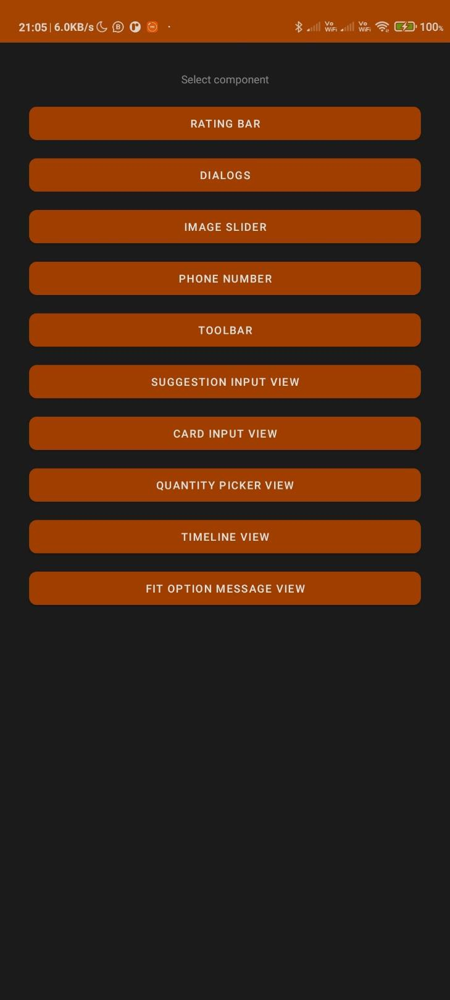 21:05 | 6.0KB/s Vo WiFi Vo WiFi 100%
Select component
RATING BAR
DIALOGS
IMAGE SLIDER
PHONE NUMBER
TOOLBAR
SUGGESTION INPUT VIEW
CARD INPUT VIEW
QUANTITY PICKER VIEW
TIMELINE VIEW
FIT OPTION MESSAGE VIEW